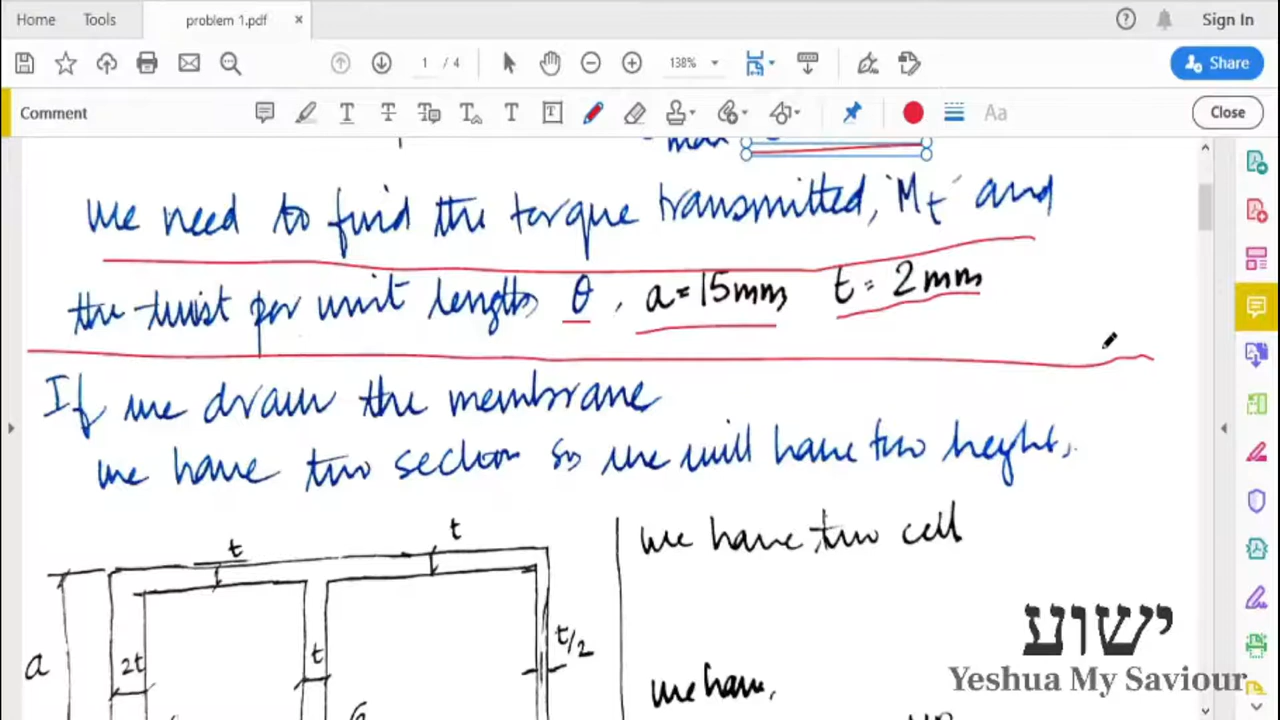 Home Tools problem 1.pdf × Sign In
1 / 4 138% Share
Comment Aa Close
max
we need to find the torque transmitted, 'Mt' and
the twist per unit length θ , a=15mm t= 2mm
If we draw the membrane
we have two section so we will have two height.
t t
we have two cell
a 2t t t/2
ישוע
Yeshua My Saviour
we have,